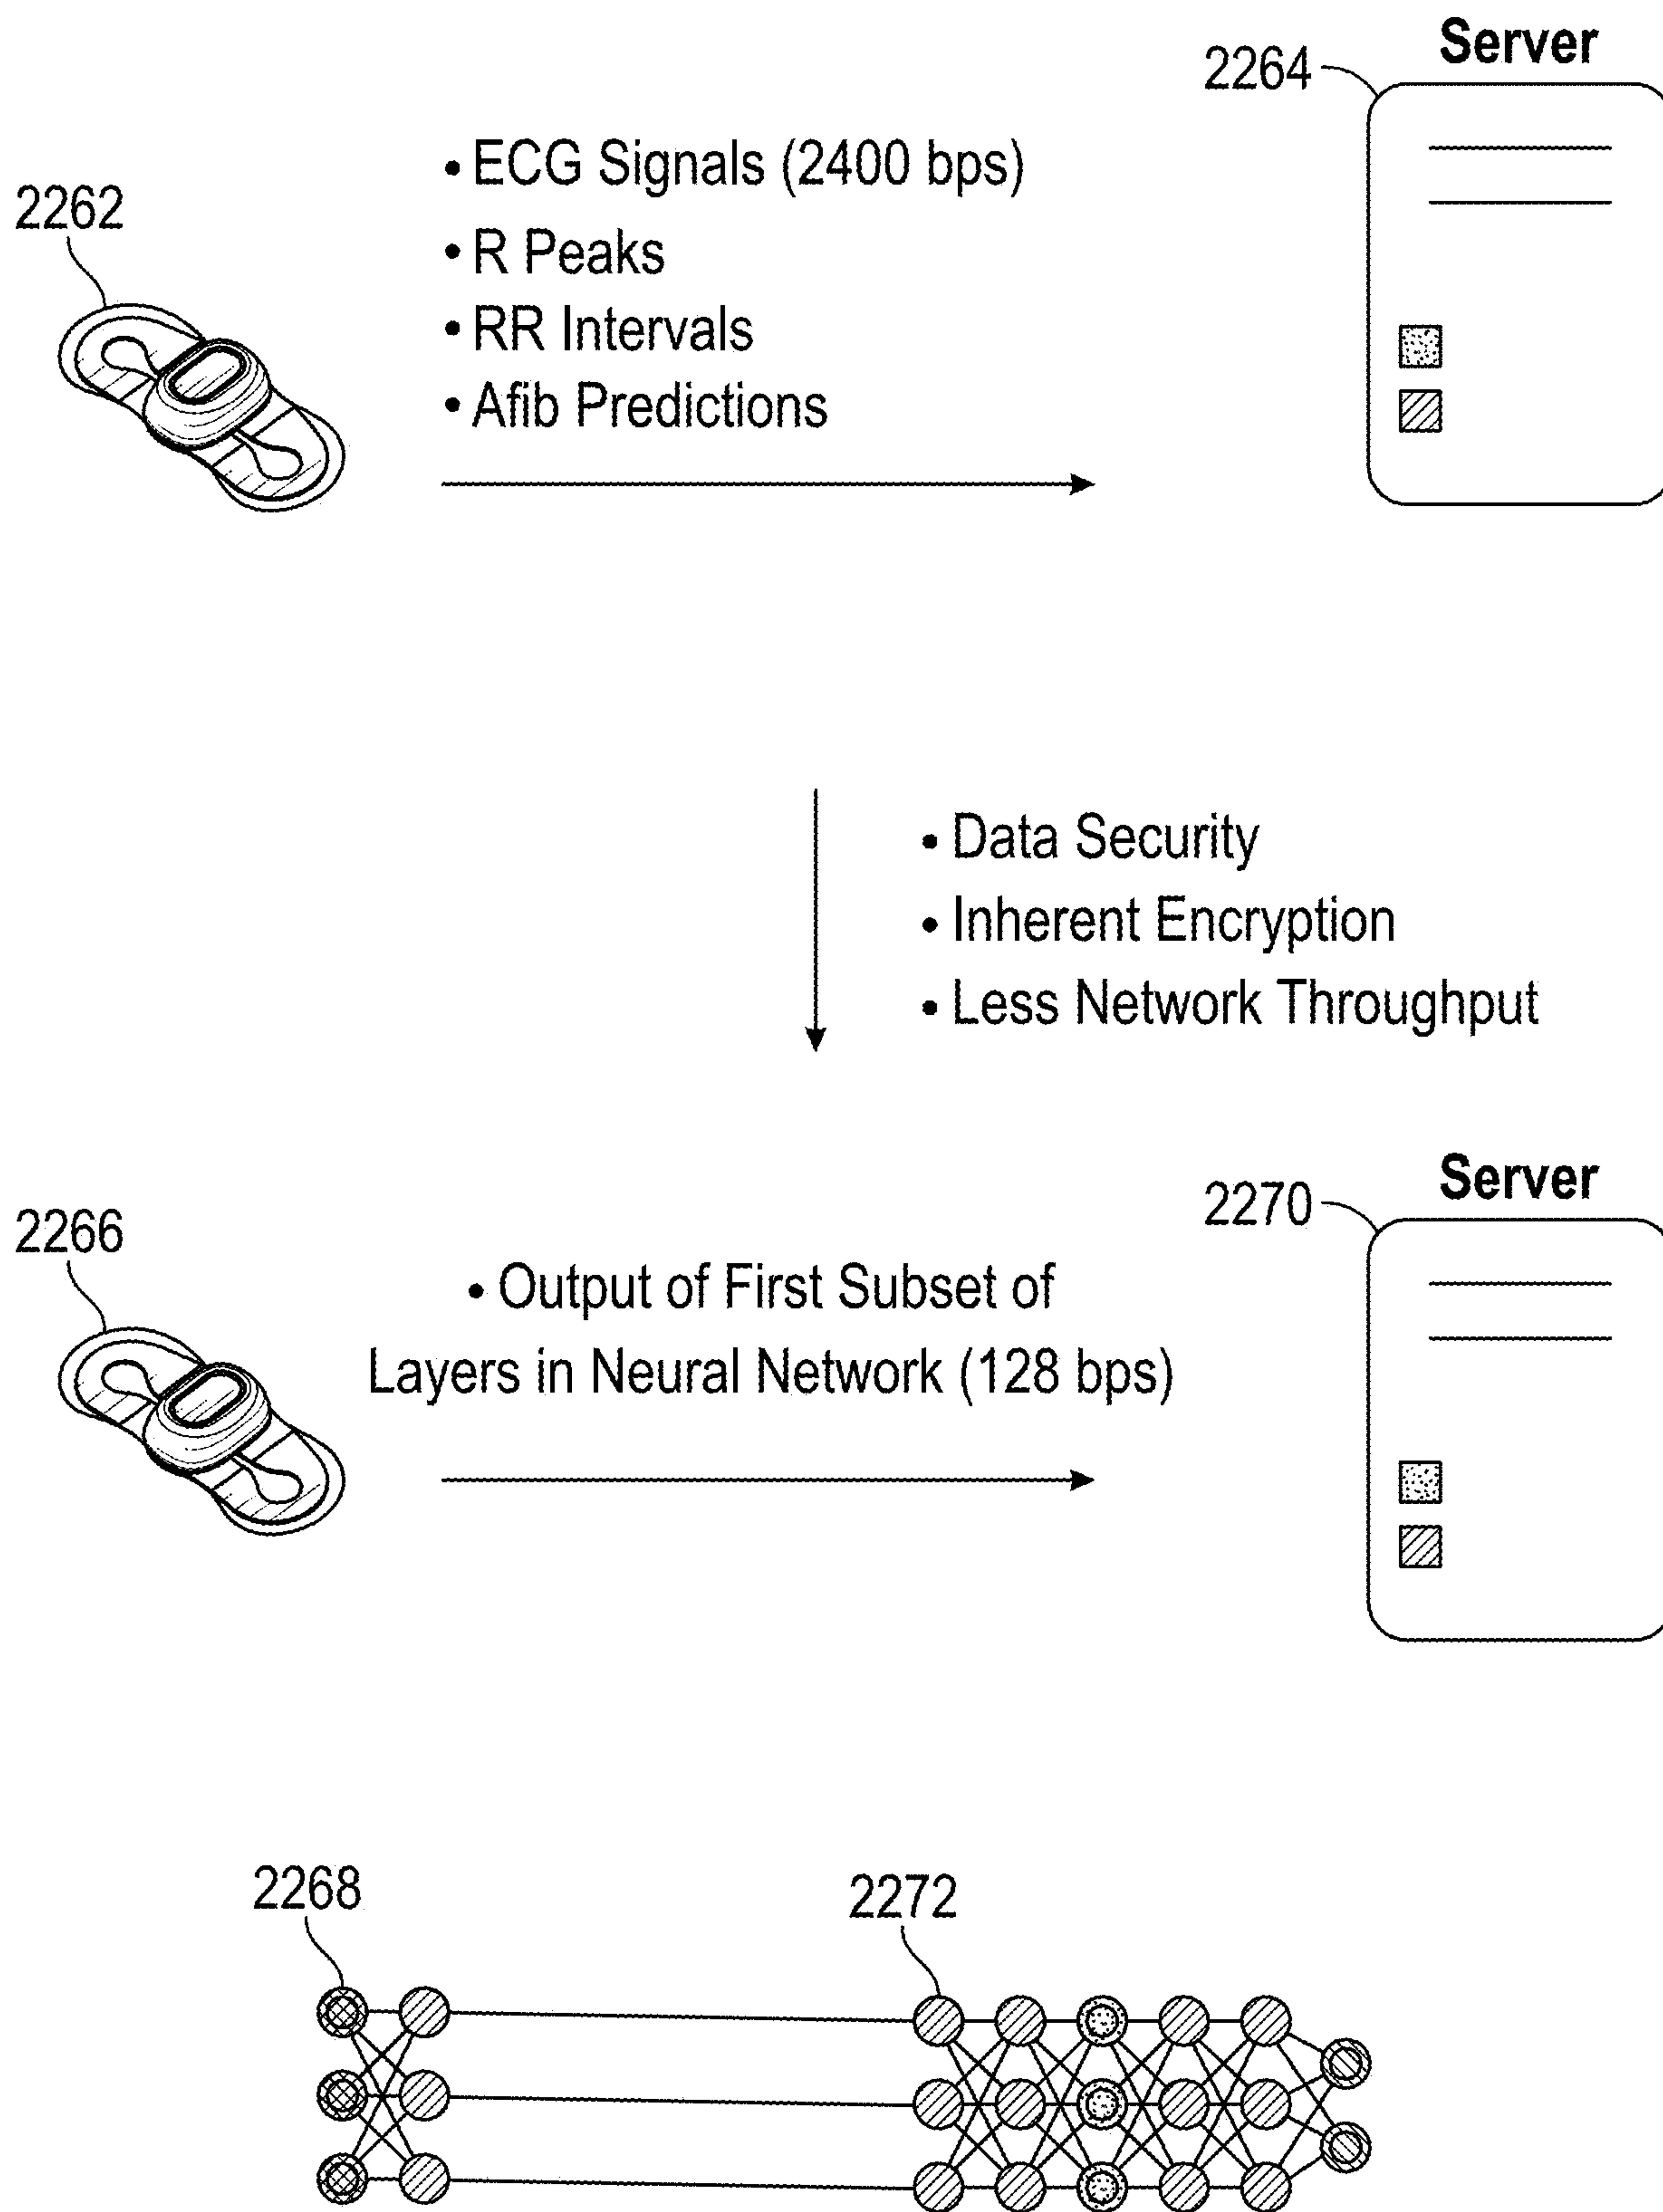 Server
2264
2262
• ECG Signals (2400 bps)
• R Peaks
• RR Intervals
• Afib Predictions
• Data Security
• Inherent Encryption
• Less Network Throughput
Server
2270
2266
• Output of First Subset of
Layers in Neural Network (128 bps)
2268
2272